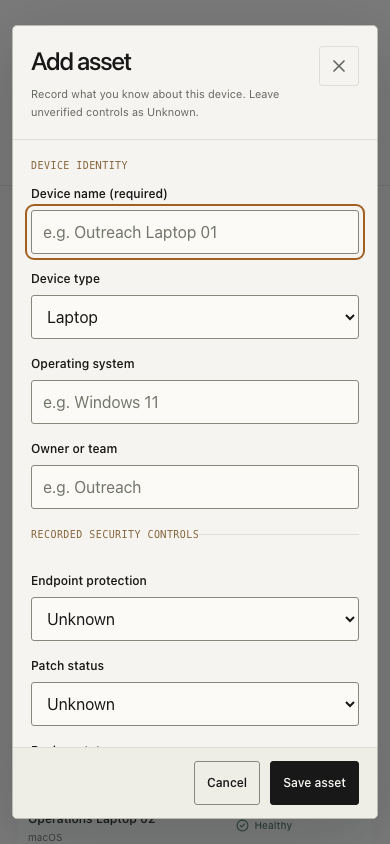 Add asset
Record what you know about this device. Leave
unverified controls as Unknown.
DEVICE IDENTITY
Device name (required)
e.g. Outreach Laptop 01
Device type
Laptop
Operating system
e.g. Windows 11
Owner or team
e.g. Outreach
RECORDED SECURITY CONTROLS
Endpoint protection
Unknown
Patch status
Unknown
Cancel
Save asset
Operations Laptop 02
macOS
Healthy